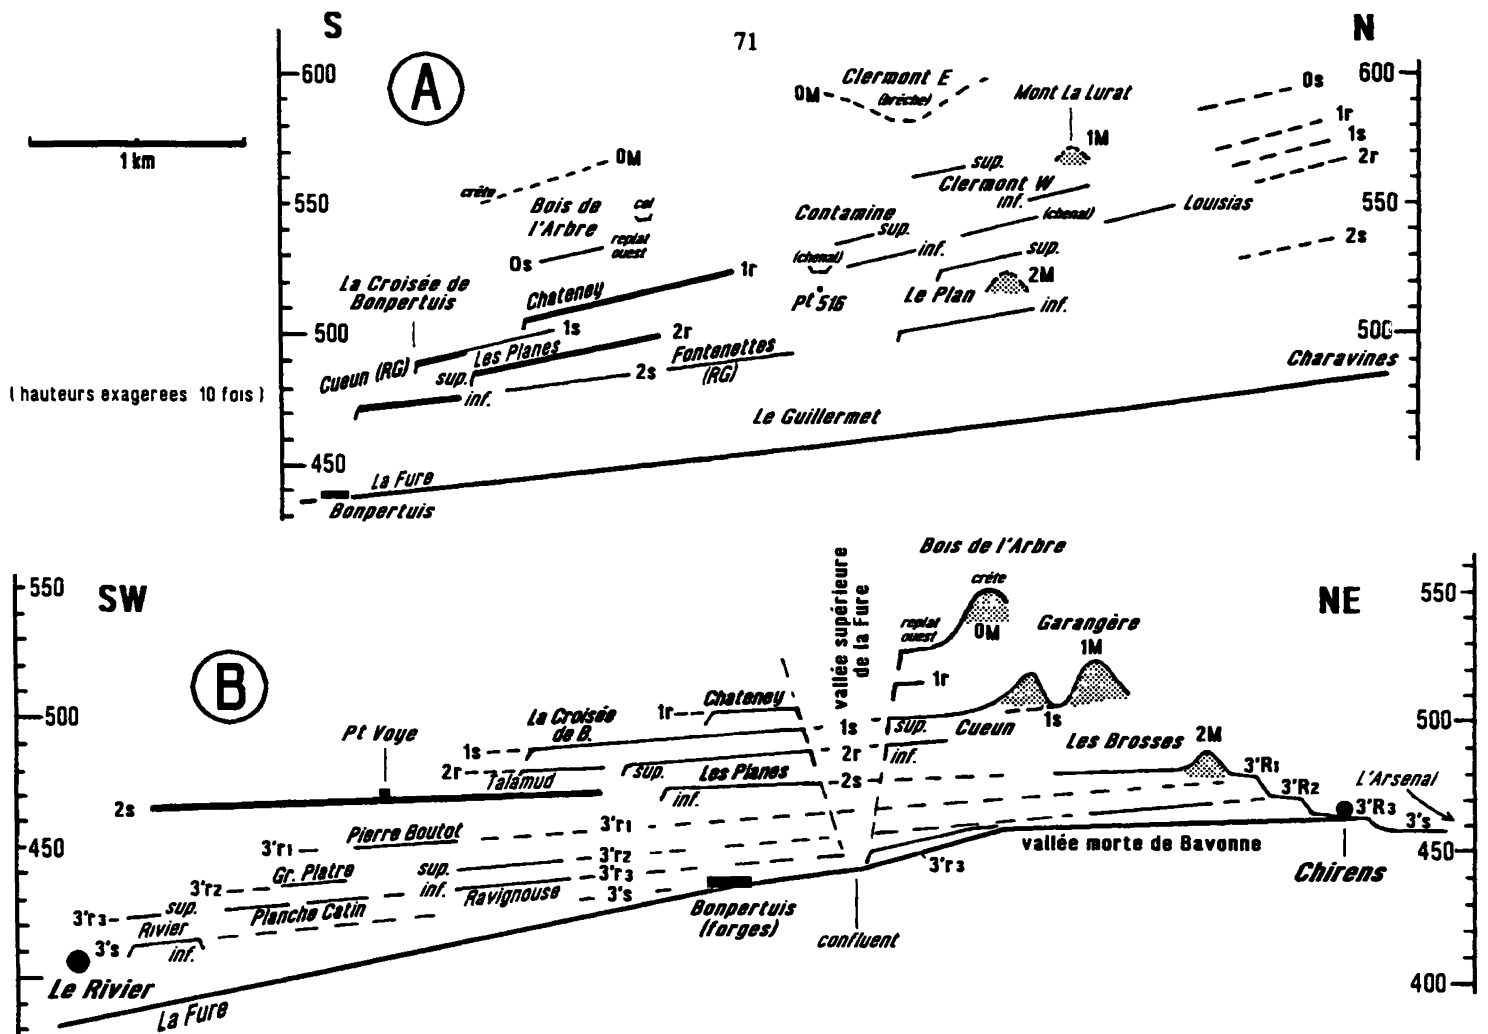 71
S
N
A
1 km
(hauteurs exagerées 10 fois)
600
550
500
450
600
550
500
Clermont E
(brèche)
0M
Mont La Lurat
1M
0s
1r
1s
2r
2s
crête
0M
Bois de
l'Arbre
col
replat
ouest
0s
sup.
Clermont W
inf.
Contamine
(chenal)
sup.
inf.
(chenal)
Louisias
La Croisée de
Bonpertuis
Chateney
1r
Pt 516
sup.
Le Plan
2M
inf.
1s
Les Planes
2r
Cueun (RG)
sup.
inf.
2s
Fontenettes
(RG)
Charavines
Le Guillermet
La Fure
Bonpertuis
SW
NE
B
550
500
450
550
500
450
400
vallée supérieure
de la Fure
Bois de l'Arbre
crête
0M
replat
ouest
1r
Garangère
1M
Chateney
1r
La Croisée
de B.
1s
1s
sup.
Cueun
1s
inf.
Pt Voye
2r
Talamud
sup.
2r
Les Planes
inf.
2s
2s
Les Brosses
2M
3'R1
3'R2
3'R3
L'Arsenal
3's
Pierre Boutot
3'r1
3'r1
Gr. Platre
3'r2
sup.
3'r2
inf.
Ravignouse
3'r3
3's
3'r3
sup.
Rivier
inf.
Planche Catin
3's
3'r3
vallée morte de Bavonne
Chirens
Bonpertuis
(forges)
confluent
Le Rivier
La Fure